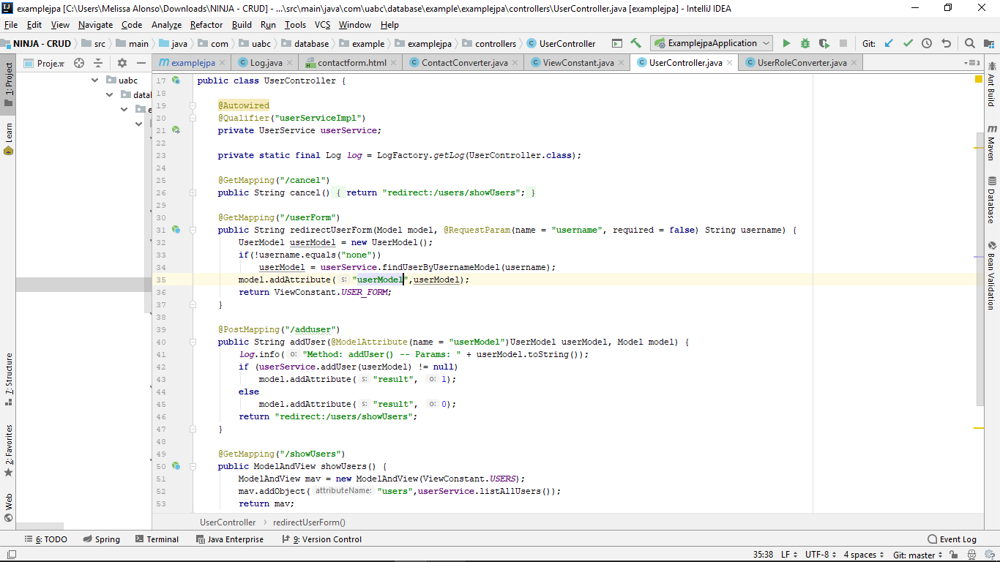 examplejpa [C:\Users\Melissa Alonso\Downloads\NINJA - CRUD] - ...\src\main\java\com\uabc\database\example\examplejpa\controllers\UserController.java [examplejpa] - IntelliJ IDEA
File Edit View Navigate Code Analyze Refactor Build Run Tools VCS Window Help
NINJA - CRUD src main java com uabc database example examplejpa controllers UserController ExamplejpaApplication Git:
1: Project
Learn
7: Structure
2: Favorites
Web
Proje..
uabc
datal
e
examplejpa Log.java contactform.html ContactConverter.java ViewConstant.java UserController.java UserRoleConverter.java 3
17 public class UserController {
18
19 @Autowired
20 @Qualifier("userServiceImpl")
21 private UserService userService;
22
23 private static final Log log = LogFactory.getLog(UserController.class);
24
25 @GetMapping("/cancel")
26 public String cancel() { return "redirect:/users/showUsers"; }
29
30 @GetMapping("/userForm")
31 public String redirectUserForm(Model model, @RequestParam(name = "username", required = false) String username) {
32 UserModel userModel = new UserModel();
33 if(!username.equals("none"))
34 userModel = userService.findUserByUsernameModel(username);
35 model.addAttribute( s: "userModel",userModel);
36 return ViewConstant.USER_FORM;
37 }
38
39 @PostMapping("/adduser")
40 public String addUser(@ModelAttribute(name = "userModel")UserModel userModel, Model model) {
41 log.info( o: "Method: addUser() -- Params: " + userModel.toString());
42 if (userService.addUser(userModel) != null)
43 model.addAttribute( s: "result", o: 1);
44 else
45 model.addAttribute( s: "result", o: 0);
46 return "redirect:/users/showUsers";
47 }
48
49 @GetMapping("/showUsers")
50 public ModelAndView showUsers() {
51 ModelAndView mav = new ModelAndView(ViewConstant.USERS);
52 mav.addObject( attributeName: "users",userService.listAllUsers());
53 return mav;
UserController redirectUserForm()
Ant Build
Maven
Database
Bean Validation
6: TODO Spring Terminal Java Enterprise 9: Version Control Event Log
35:38 LF UTF-8 4 spaces Git: master